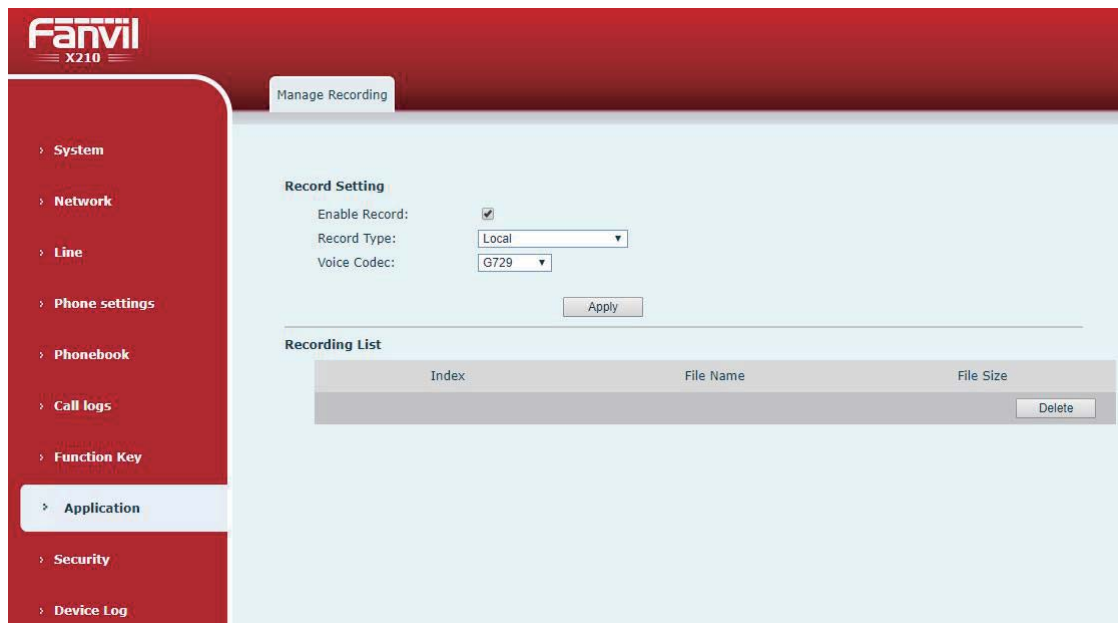 Fanvil
X210
Manage Recording
System
Network
Line
Phone settings
Phonebook
Call logs
Function Key
Application
Security
Device Log
Record Setting
Enable Record:
Record Type: Local
Voice Codec: G729
Apply
Recording List
Index File Name File Size
Delete